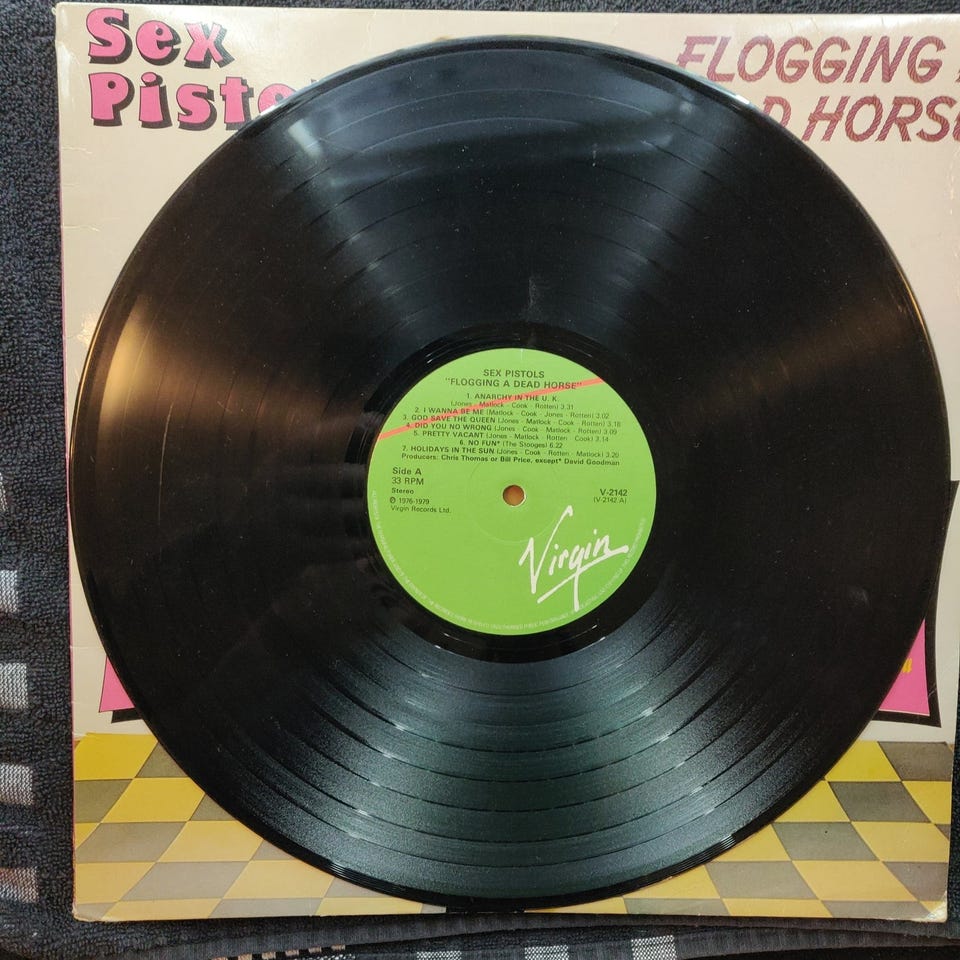 Sex
Pisto
FLOGGING
D HORSE
SEX PISTOLS
"FLOGGING A DEAD HORSE"
1. ANARCHY IN THE U. K.
(Jones - Matlock - Cook - Rotten) 3.31
2. I WANNA BE ME (Matlock - Cook - Jones - Rotten) 3.02
3. GOD SAVE THE QUEEN (Jones - Matlock - Cook - Rotten) 3.18
4. DID YOU NO WRONG (Jones - Cook - Matlock - Rotten) 3.09
5. PRETTY VACANT (Jones - Matlock - Rotten - Cook) 3.14
6. NO FUN* (The Stooges) 6.22
7. HOLIDAYS IN THE SUN (Jones - Cook - Rotten - Matlock) 3.20
Producers: Chris Thomas or Bill Price, except* David Goodman
Side A
33 RPM
Stereo
℗ 1976-1979
Virgin Records Ltd.
V-2142
(V-2142 A)
Virgin